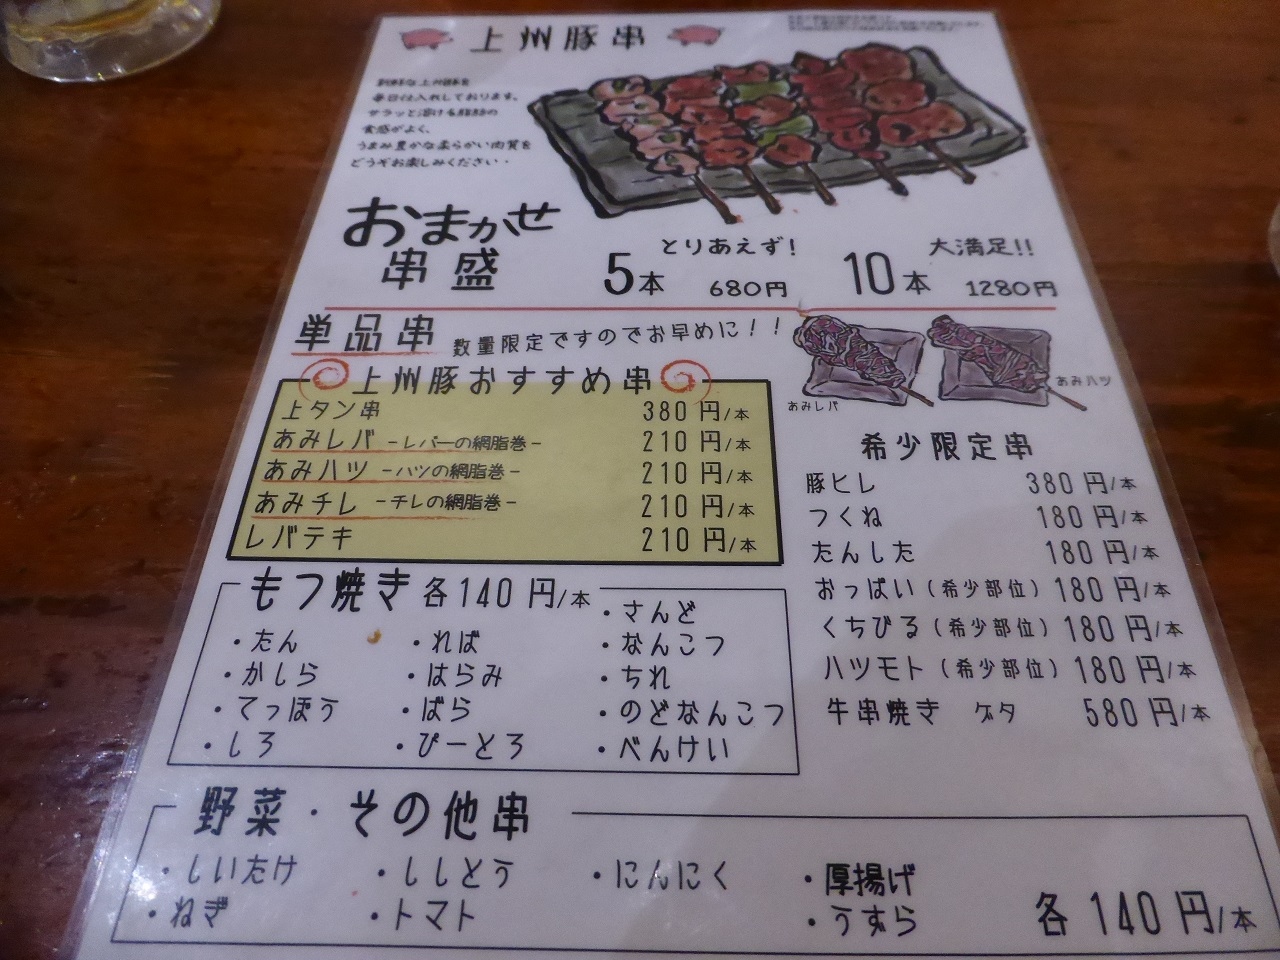 上州豚串
新鮮な上州豚を
毎日仕入れしております。
サラッと溶ける脂肪の
食感がよく、
うまみ豊かな柔らかい肉質を
どうぞお楽しみください・
おまかせ
串盛
とりあえず!
5本 680円
大満足!!
10本 1280円
単品串 数量限定ですのでお早めに!!
上州豚おすすめ串
上タン串 380円/本
あみレバ -レバーの網脂巻- 210円/本
あみハツ -ハツの網脂巻- 210円/本
あみチレ -チレの網脂巻- 210円/本
レバテキ 210円/本
あみレバ
あみハツ
希少限定串
豚ヒレ 380円/本
つくね 180円/本
たんした 180円/本
おっぱい(希少部位) 180円/本
くちびる(希少部位) 180円/本
ハツモト(希少部位) 180円/本
牛串焼き ゲタ 580円/本
もつ焼き 各140円/本
・たん
・かしら
・てっぽう
・しろ
・れば
・はらみ
・ばら
・ぴーとろ
・さんど
・なんこつ
・ちれ
・のどなんこつ
・べんけい
野菜・その他串
・しいたけ ・ししとう ・にんにく ・厚揚げ
・ねぎ ・トマト ・うずら
各140円/本